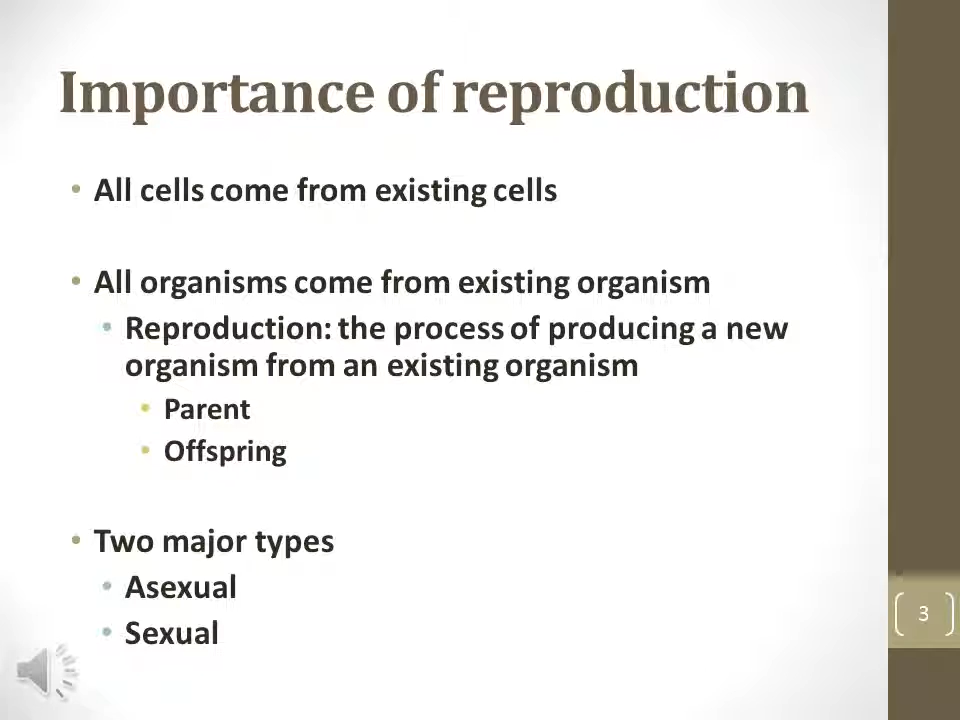 Importance of reproduction
• All cells come from existing cells
• All organisms come from existing organism
• Reproduction: the process of producing a new
organism from an existing organism
• Parent
• Offspring
• Two major types
• Asexual
• Sexual
3